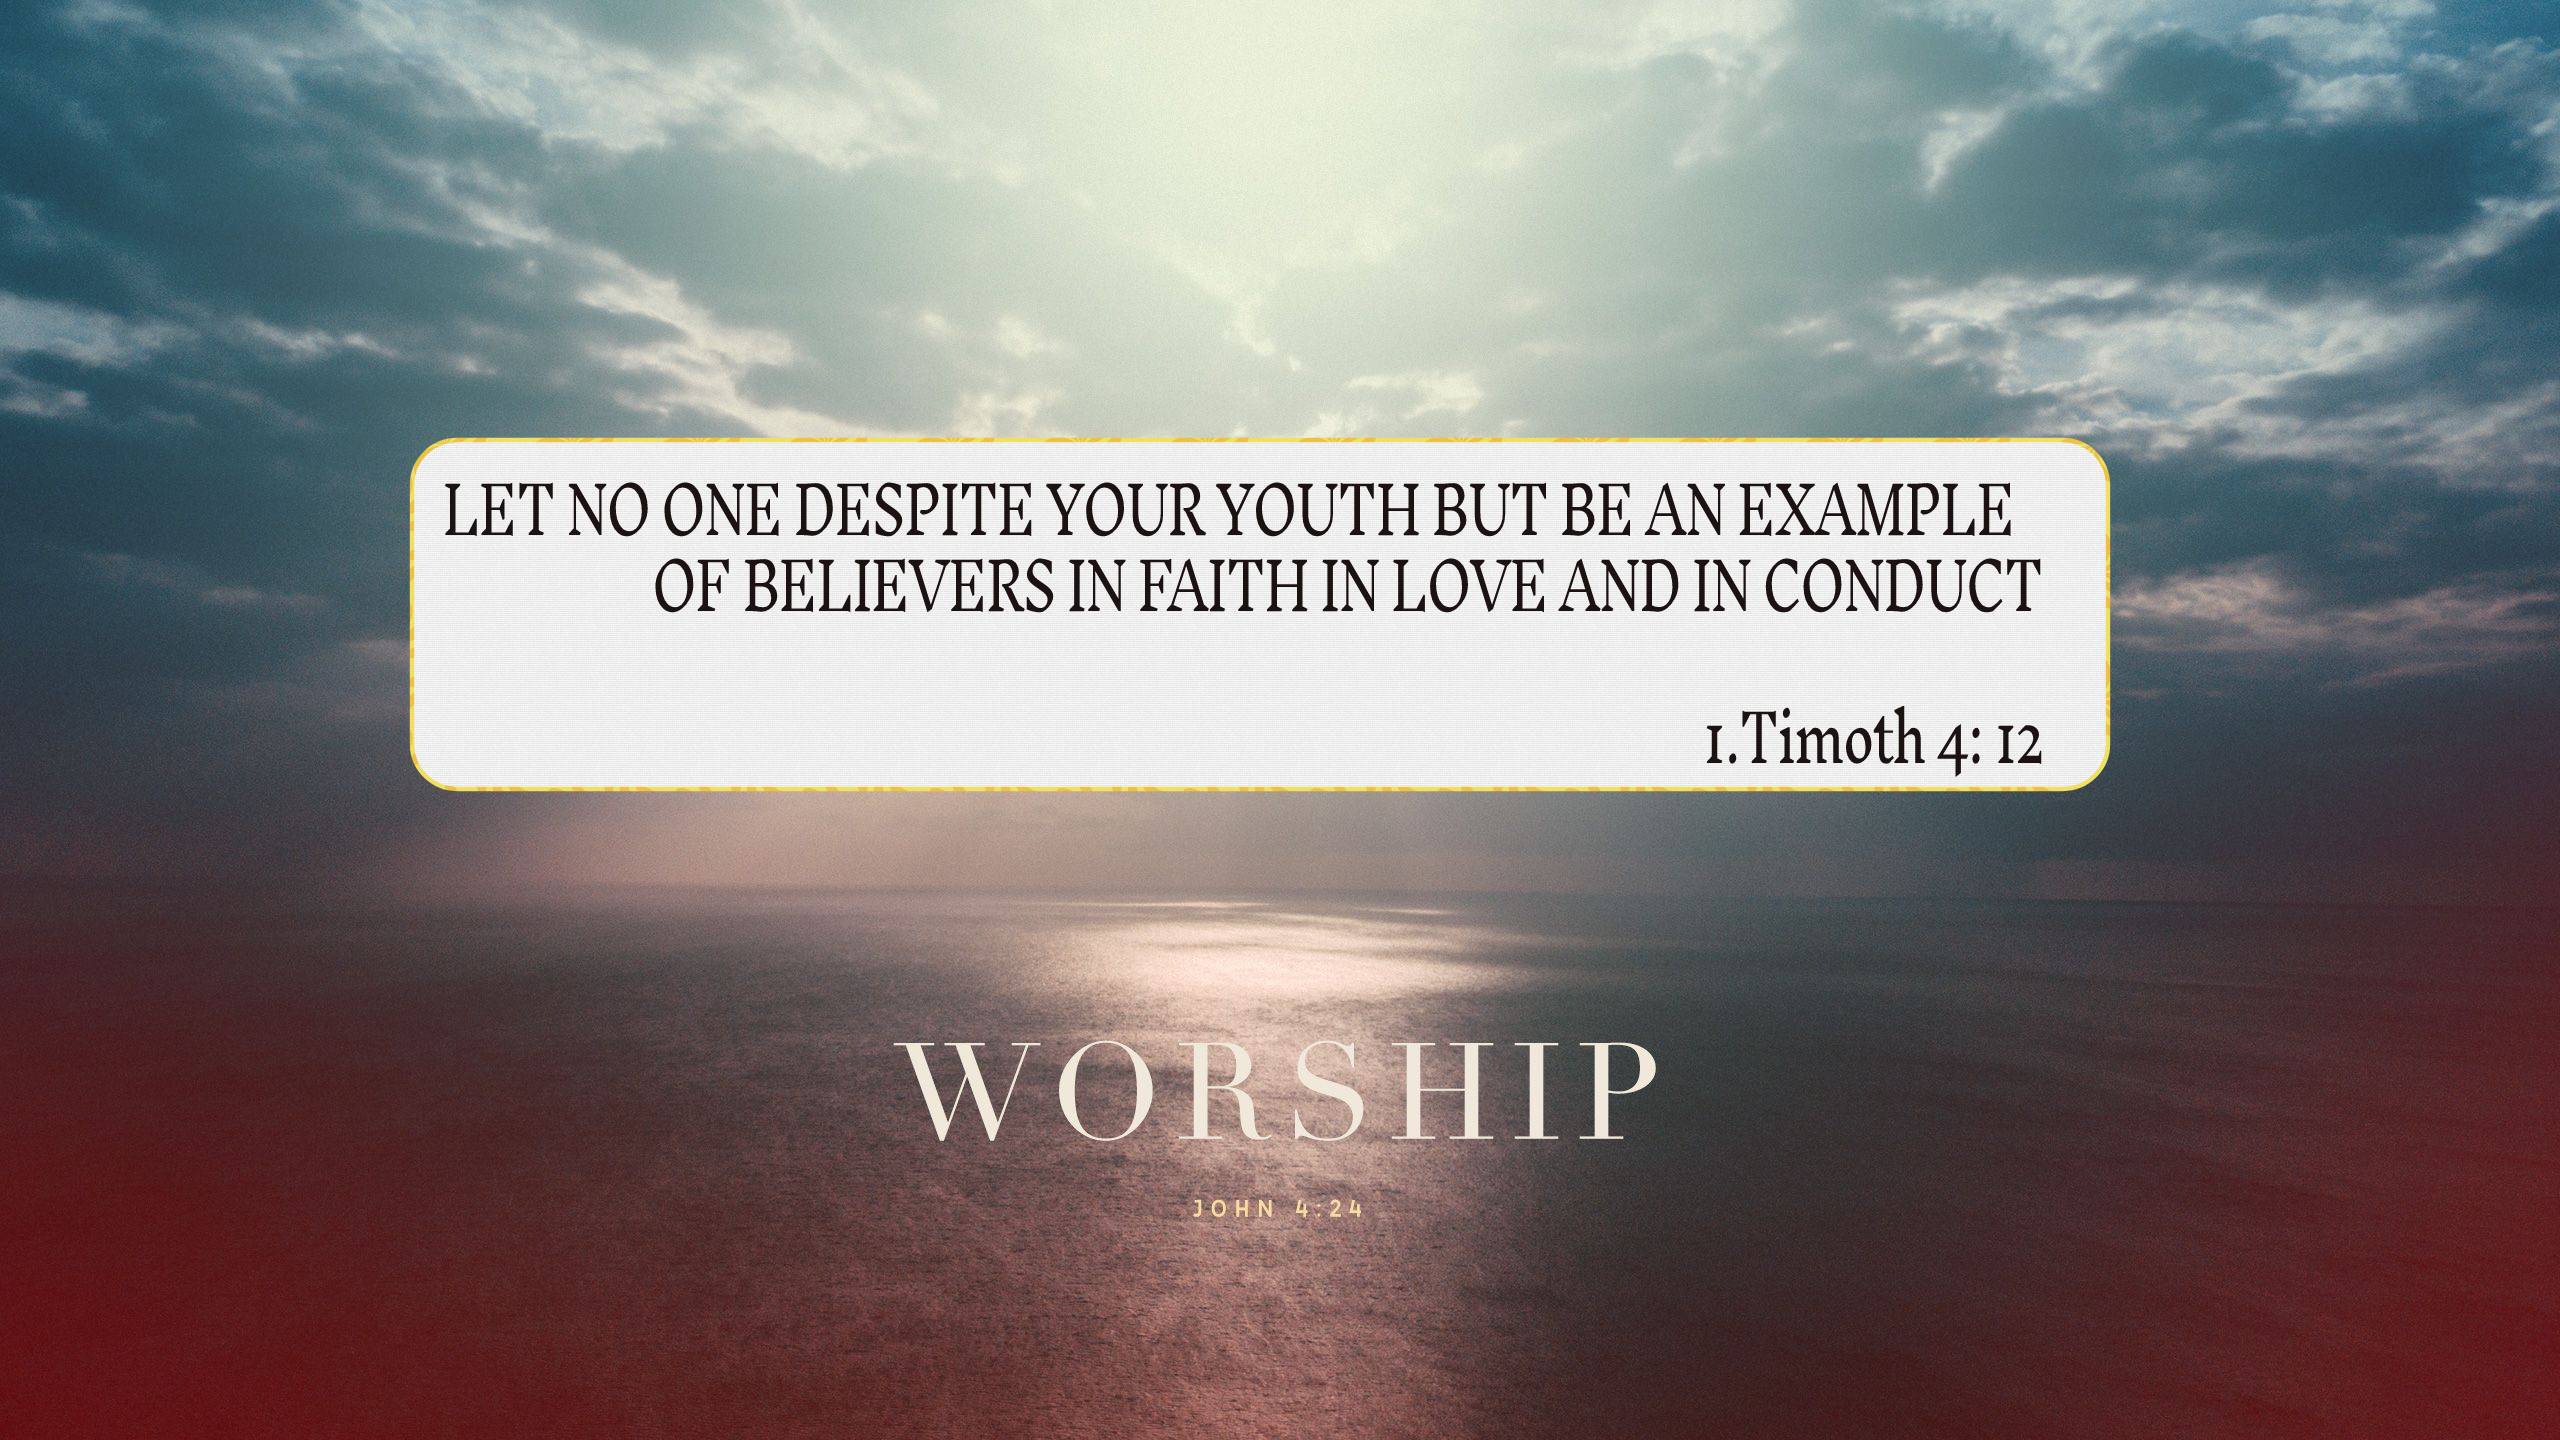 LET NO ONE DESPITE YOUR YOUTH BUT BE AN EXAMPLE
OF BELIEVERS IN FAITH IN LOVE AND IN CONDUCT
1.Timoth 4: 12
WORSHIP
JOHN 4:24